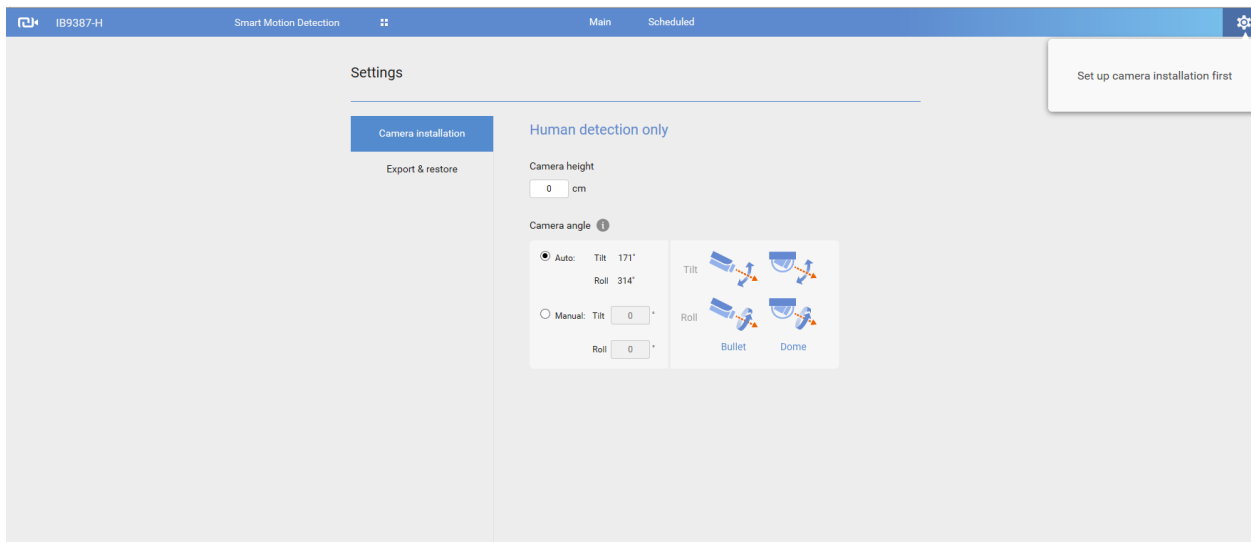 IB9387-H Smart Motion Detection Main Scheduled
Set up camera installation first
Settings
Camera installation
Export & restore
Human detection only
Camera height
0 cm
Camera angle i
Auto: Tilt 171°
Roll 314°
Manual: Tilt 0 °
Roll 0 °
Tilt
Roll
Bullet Dome